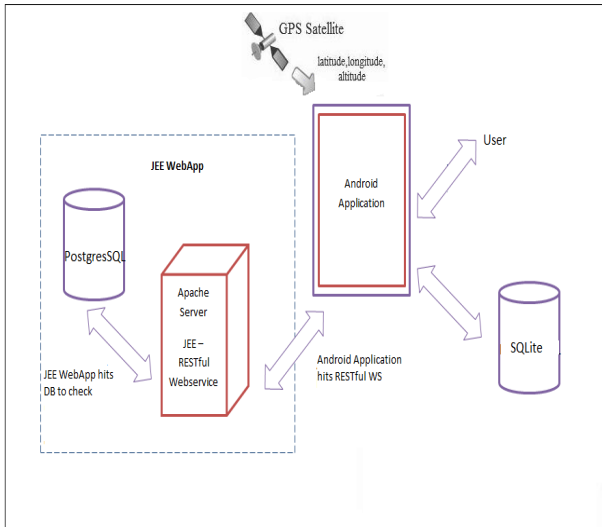 GPS Satellite
latitude,longitude,
altitude
User
JEE WebApp
Android
Application
PostgresSQL
Apache
Server
JEE –
RESTful
Webservice
SQLite
JEE WebApp hits
DB to check
Android Application
hits RESTful WS